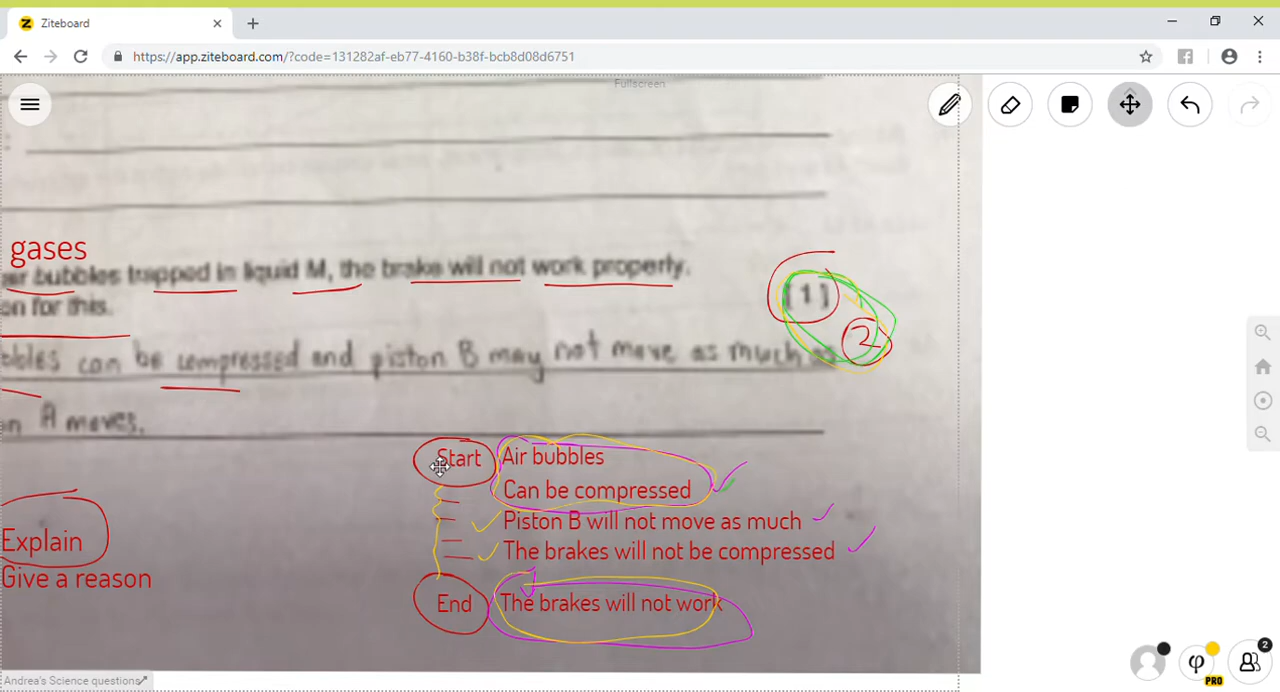 Ziteboard
https://app.ziteboard.com/?code=131282af-eb77-4160-b38f-bcb8d08d6751
Fullscreen
gases
bubbles trapped in liquid M, the brake will not work properly.
on for this.
[1]
2
bbles can be compressed and piston B may not move as much as
on A moves.
Start
Air bubbles
Can be compressed
Piston B will not move as much
The brakes will not be compressed
End
The brakes will not work
Explain
Give a reason
Andrea's Science questions
2
PRO